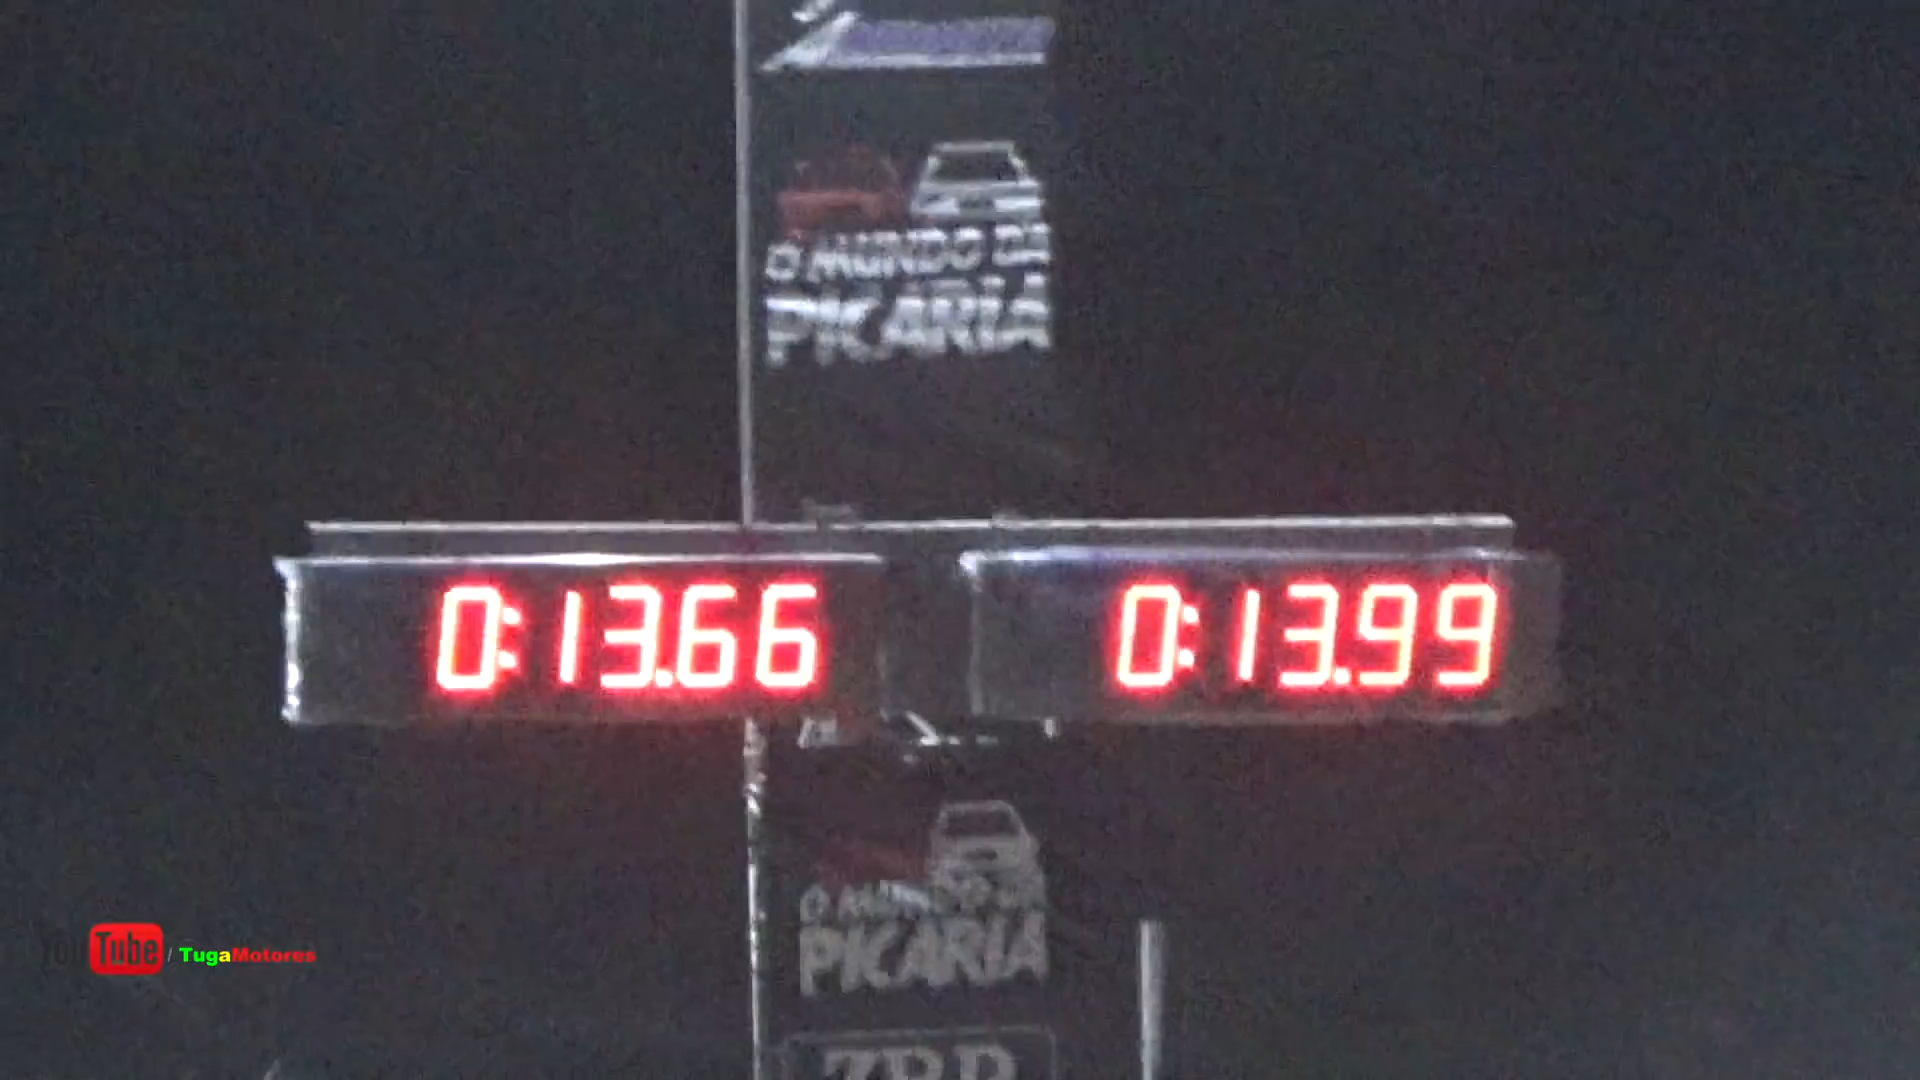 O MUNDO DA
PICARIA
0:13.66
0:13.99
O MUNDO DA
PICARIA
YouTube / TugaMotores